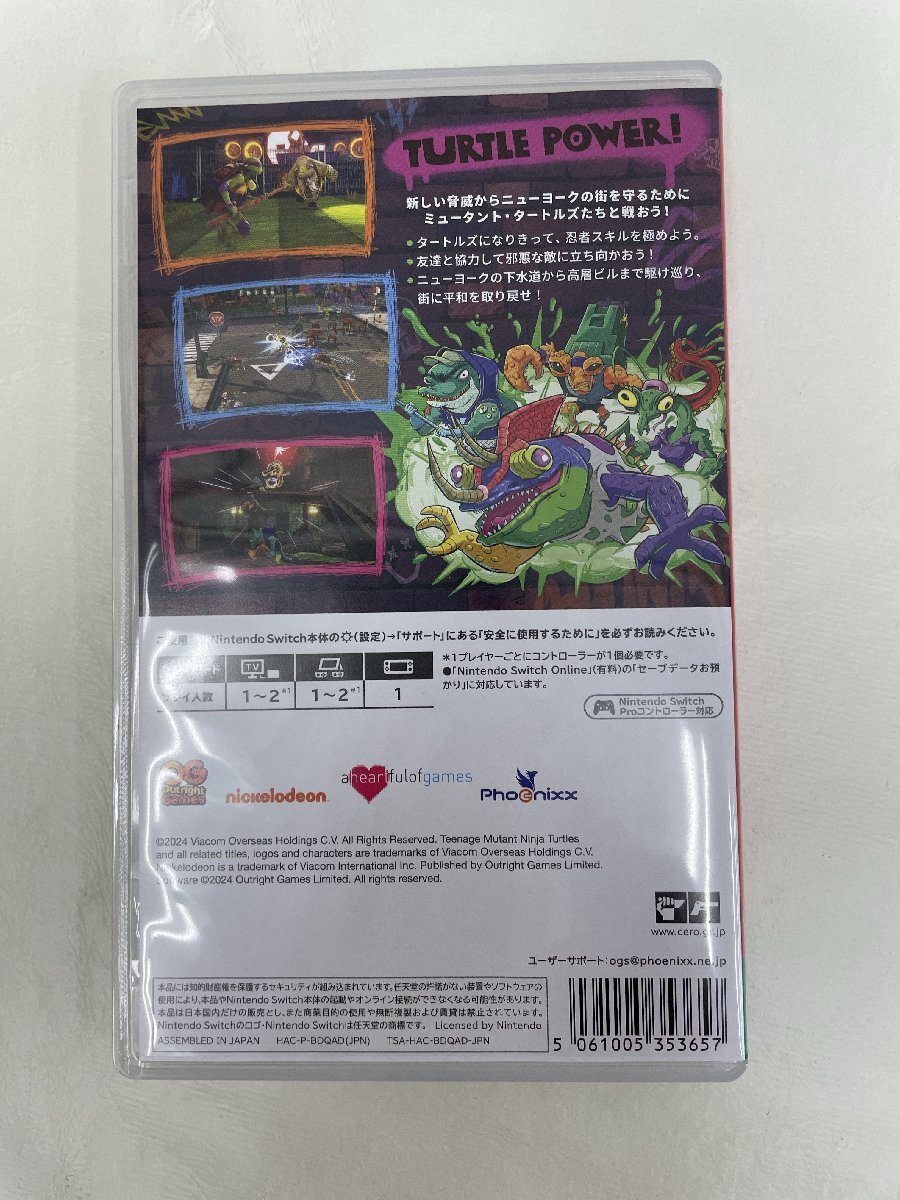 TURTLE POWER!
新しい脅威からニューヨークの街を守るために
ミュータント・タートルズたちと戦おう!
• タートルズになりきって、忍者スキルを極めよう。
• 友達と協力して邪悪な敵に立ち向かおう!
• ニューヨークの下水道から高層ビルまで駆け巡り、
街に平和を取り戻せ!
Nintendo Switch本体の(設定)→「サポート」にある「安全に使用するために」を必ずお読みください。
TV
プレイ人数 1~2*1 1~2*1 1
*1プレイヤーごとにコントローラーが1個必要です。
●「Nintendo Switch Online」(有料)の「セーブデータお預
かり」に対応しています。
Nintendo Switch
Proコントローラー対応
Outright Games
nickelodeon
aheartfulofgames
Phoenixx
©2024 Viacom Overseas Holdings C.V. All Rights Reserved. Teenage Mutant Ninja Turtles
and all related titles, logos and characters are trademarks of Viacom Overseas Holdings C.V.
Nickelodeon is a trademark of Viacom International Inc. Published by Outright Games Limited.
Software ©2024 Outright Games Limited. All rights reserved.
www.cero.gr.jp
ユーザーサポート:ogs@phoenixx.ne.jp
本品には知的財産権を保護するセキュリティが組み込まれています。任天堂の許諾がない装置やソフトウェアの
使用により、本品やNintendo Switch本体の起動やオンライン接続ができなくなる可能性があります。
本品は日本国内だけの販売とし、また商業目的の使用や無断複製および賃貸は禁止されています。
Nintendo Switchのロゴ・Nintendo Switchは任天堂の商標です。 Licensed by Nintendo
ASSEMBLED IN JAPAN HAC-P-BDQAD(JPN) TSA-HAC-BDQAD-JPN
5 061005 353657